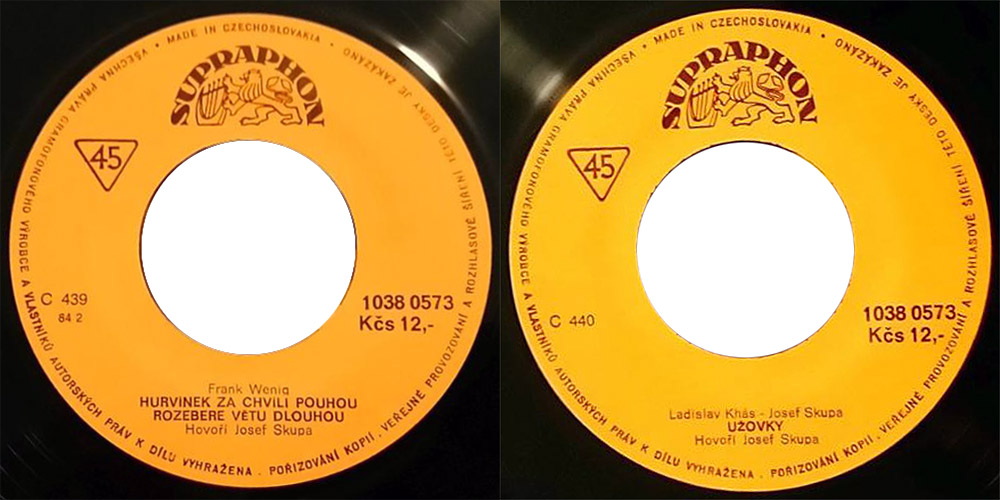 VŠECHNA PRÁVA GRAMOFONOVÉHO VÝROBCE A VLASTNÍKŮ AUTORSKÝCH PRÁV K DÍLU VYHRAŽENA . POŘIZOVÁNÍ KOPIÍ, VEŘEJNÉ PROVOZOVÁNÍ A ROZHLASOVÉ ŠÍŘENÍ TÉTO DESKY JE ZAKÁZÁNO • MADE IN CZECHOSLOVAKIA •
SUPRAPHON
45
C 439
84 2
1038 0573
Kčs 12,-
Frank Wenig
HURVINEK ZA CHVILI POUHOU
ROZEBERE VĚTU DLOUHOU
Hovoří Josef Skupa
VŠECHNA PRÁVA GRAMOFONOVÉHO VÝROBCE A VLASTNÍKŮ AUTORSKÝCH PRÁV K DÍLU VYHRAŽENA . POŘIZOVÁNÍ KOPIÍ, VEŘEJNÉ PROVOZOVÁNÍ A ROZHLASOVÉ ŠÍŘENÍ TÉTO DESKY JE ZAKÁZÁNO • MADE IN CZECHOSLOVAKIA •
SUPRAPHON
45
C 440
1038 0573
Kčs 12,-
Ladislav Khás - Josef Skupa
UŽOVKY
Hovoří Josef Skupa